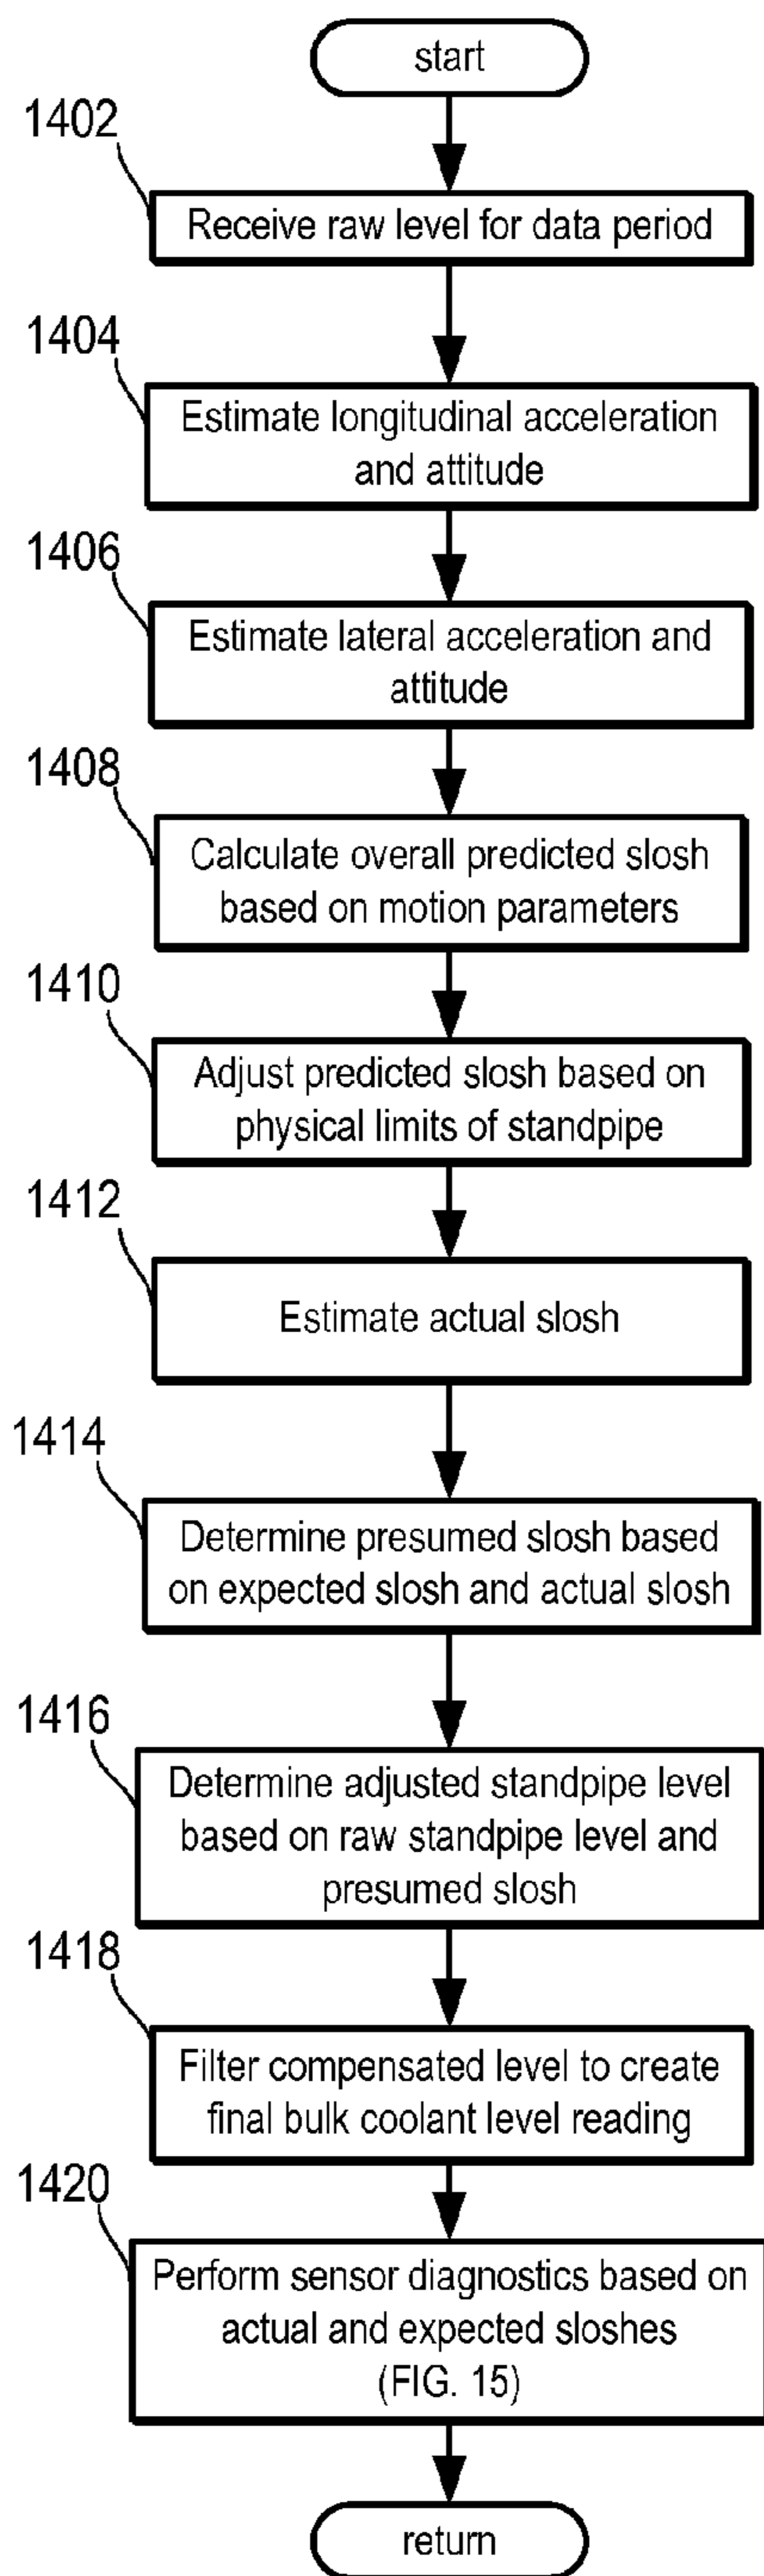 start
1402
Receive raw level for data period
1404
Estimate longitudinal acceleration
and attitude
1406
Estimate lateral acceleration and
attitude
1408
Calculate overall predicted slosh
based on motion parameters
1410
Adjust predicted slosh based on
physical limits of standpipe
1412
Estimate actual slosh
1414
Determine presumed slosh based
on expected slosh and actual slosh
1416
Determine adjusted standpipe level
based on raw standpipe level and
presumed slosh
1418
Filter compensated level to create
final bulk coolant level reading
1420
Perform sensor diagnostics based on
actual and expected sloshes
(FIG. 15)
return